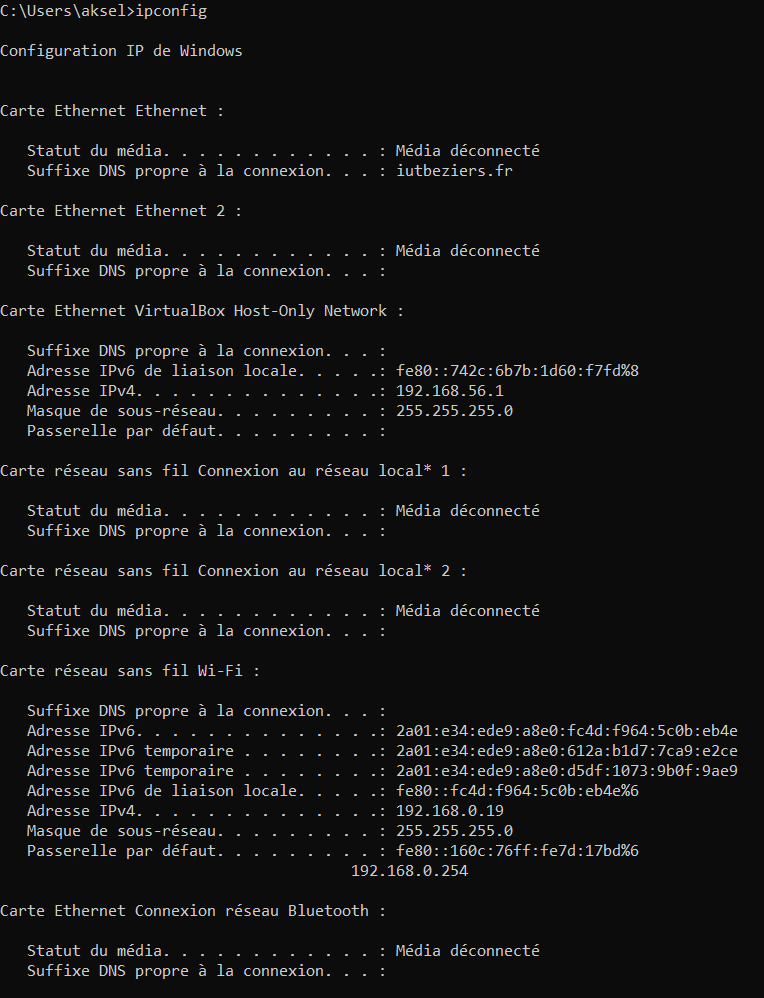 C:\Users\aksel>ipconfig
Configuration IP de Windows
Carte Ethernet Ethernet :
Statut du média. . . . . . . . . . . . : Média déconnecté
Suffixe DNS propre à la connexion. . . : iutbeziers.fr
Carte Ethernet Ethernet 2 :
Statut du média. . . . . . . . . . . . : Média déconnecté
Suffixe DNS propre à la connexion. . . :
Carte Ethernet VirtualBox Host-Only Network :
Suffixe DNS propre à la connexion. . . :
Adresse IPv6 de liaison locale. . . . .: fe80::742c:6b7b:1d60:f7fd%8
Adresse IPv4. . . . . . . . . . . . . .: 192.168.56.1
Masque de sous-réseau. . . . . . . . . : 255.255.255.0
Passerelle par défaut. . . . . . . . . :
Carte réseau sans fil Connexion au réseau local* 1 :
Statut du média. . . . . . . . . . . . : Média déconnecté
Suffixe DNS propre à la connexion. . . :
Carte réseau sans fil Connexion au réseau local* 2 :
Statut du média. . . . . . . . . . . . : Média déconnecté
Suffixe DNS propre à la connexion. . . :
Carte réseau sans fil Wi-Fi :
Suffixe DNS propre à la connexion. . . :
Adresse IPv6. . . . . . . . . . . . . .: 2a01:e34:ede9:a8e0:fc4d:f964:5c0b:eb4e
Adresse IPv6 temporaire . . . . . . . .: 2a01:e34:ede9:a8e0:612a:b1d7:7ca9:e2ce
Adresse IPv6 temporaire . . . . . . . .: 2a01:e34:ede9:a8e0:d5df:1073:9b0f:9ae9
Adresse IPv6 de liaison locale. . . . .: fe80::fc4d:f964:5c0b:eb4e%6
Adresse IPv4. . . . . . . . . . . . . .: 192.168.0.19
Masque de sous-réseau. . . . . . . . . : 255.255.255.0
Passerelle par défaut. . . . . . . . . : fe80::160c:76ff:fe7d:17bd%6
192.168.0.254
Carte Ethernet Connexion réseau Bluetooth :
Statut du média. . . . . . . . . . . . : Média déconnecté
Suffixe DNS propre à la connexion. . . :